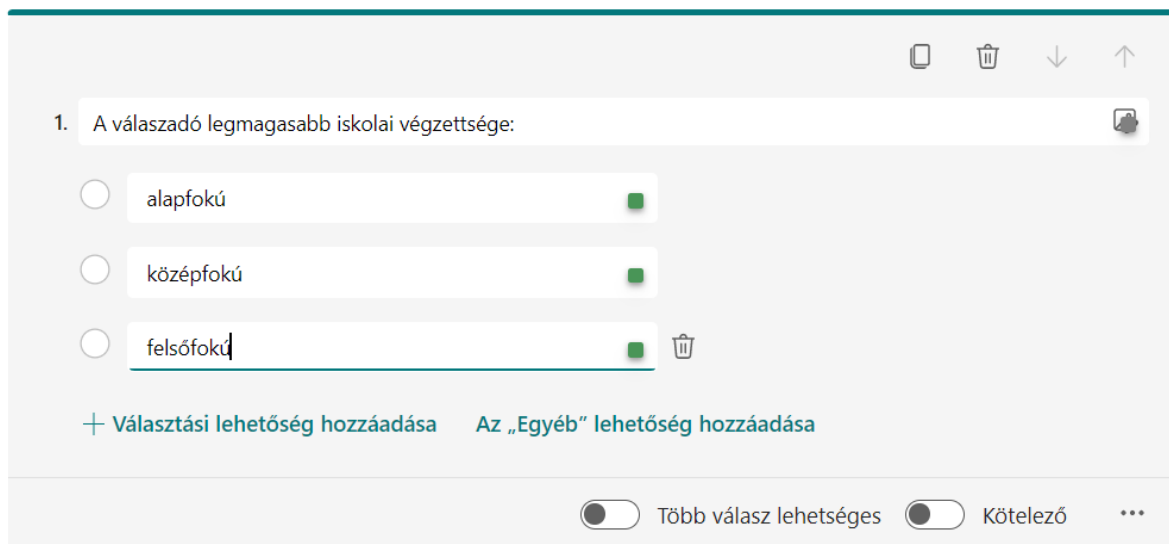 1. A válaszadó legmagasabb iskolai végzettsége:
alapfokú
középfokú
felsőfokú
Választási lehetőség hozzáadása Az „Egyéb” lehetőség hozzáadása
Több válasz lehetséges Kötelező